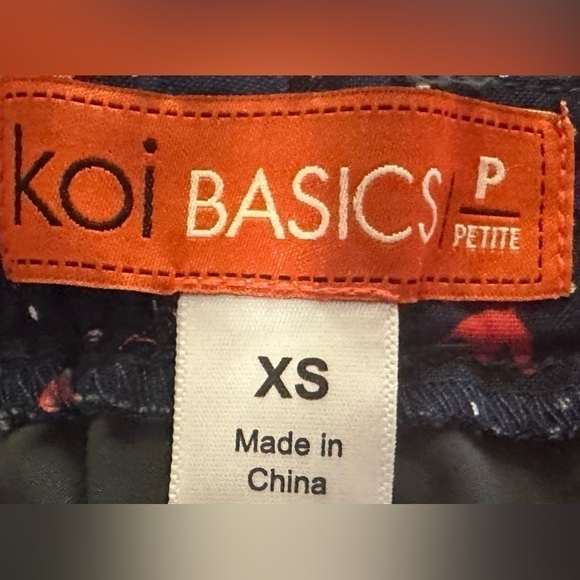 koi BASICS P
PETITE
XS
Made in
China